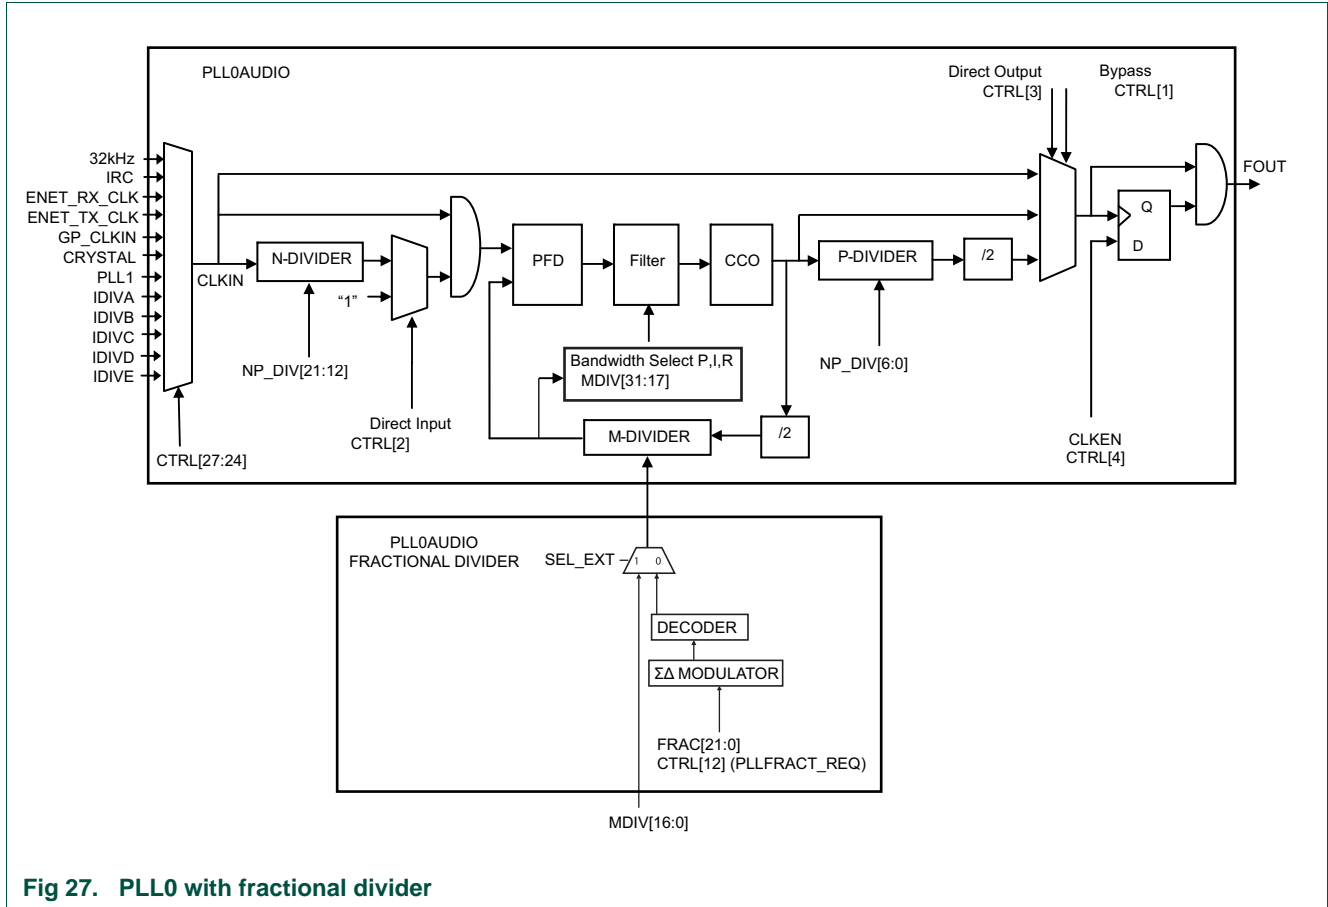 PLL0AUDIO
Direct Output
CTRL[3]
Bypass
CTRL[1]
32kHz
IRC
ENET_RX_CLK
ENET_TX_CLK
GP_CLKIN
CRYSTAL
PLL1
IDIVA
IDIVB
IDIVC
IDIVD
IDIVE
CLKIN
N-DIVIDER
“1”
PFD
Filter
CCO
P-DIVIDER
/2
Q
D
FOUT
NP_DIV[21:12]
Direct Input
CTRL[2]
Bandwidth Select P,I,R
MDIV[31:17]
NP_DIV[6:0]
M-DIVIDER
/2
CLKEN
CTRL[4]
CTRL[27:24]
PLL0AUDIO
FRACTIONAL DIVIDER
SEL_EXT
1 0
DECODER
ΣΔ MODULATOR
FRAC[21:0]
CTRL[12] (PLLFRACT_REQ)
MDIV[16:0]
Fig 27. PLL0 with fractional divider